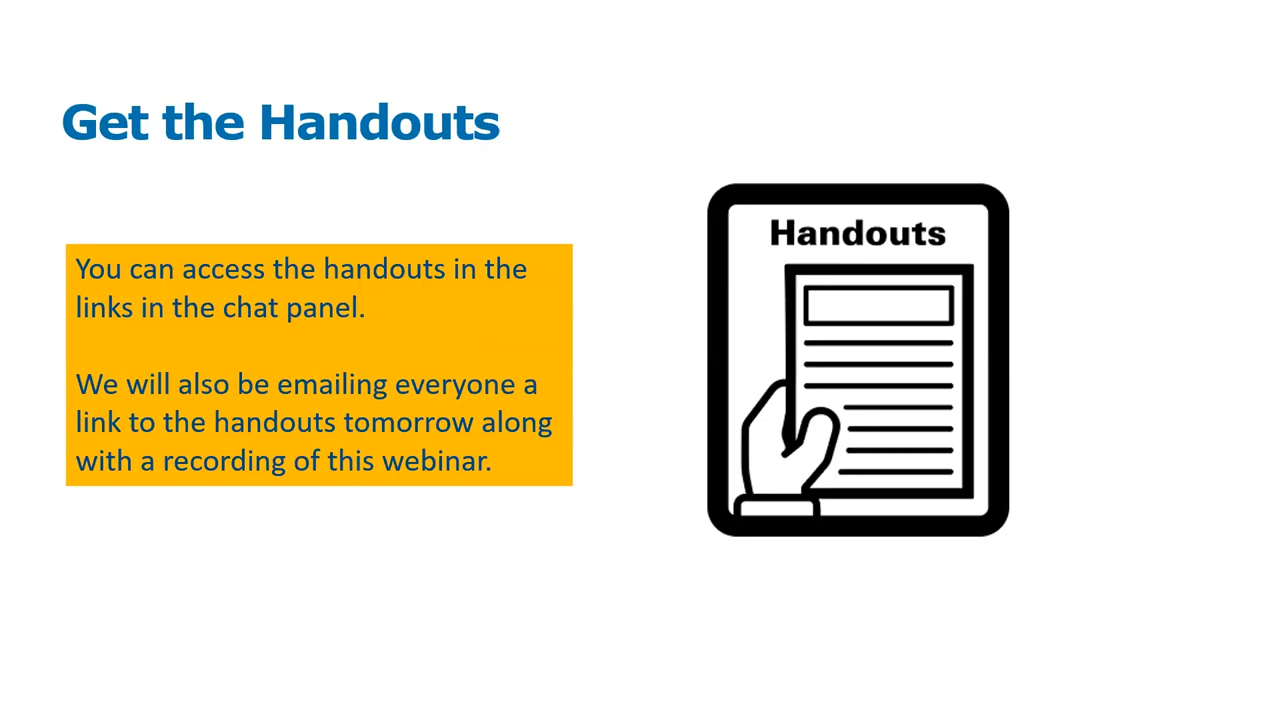 Get the Handouts
You can access the handouts in the
links in the chat panel.
We will also be emailing everyone a
link to the handouts tomorrow along
with a recording of this webinar.
Handouts